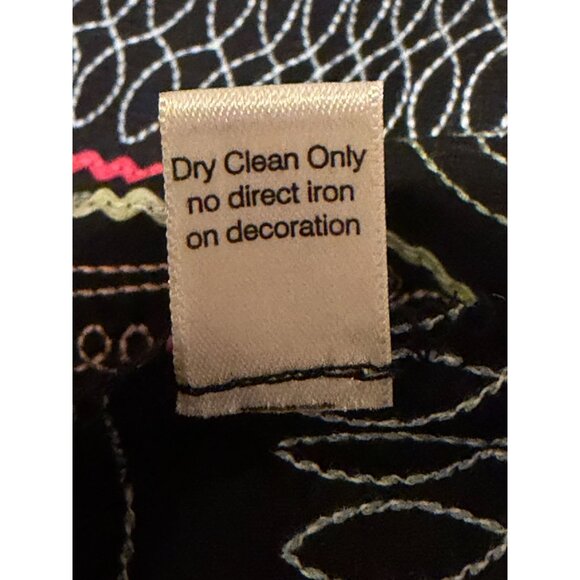 Dry Clean Only
no direct iron
on decoration